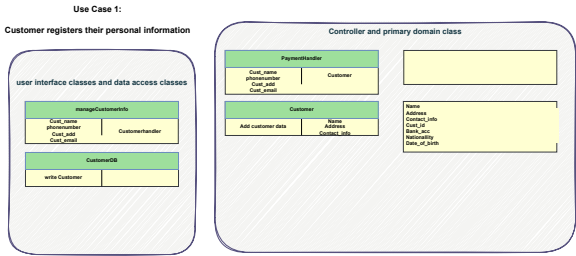 Use Case 1:
Customer registers their personal information
user interface classes and data access classes
manageCustomerInfo
Cust_name
phonenumber
Cust_add
Cust_email
Customerhandler
CustomerDB
write Customer
Controller and primary domain class
PaymentHandler
Cust_name
phonenumber
Cust_add
Cust_email
Customer
Customer
Add customer data
Name
Address
Contact_info
Name
Address
Contact_info
Cust_id
Bank_acc
Nationallity
Date_of_birth